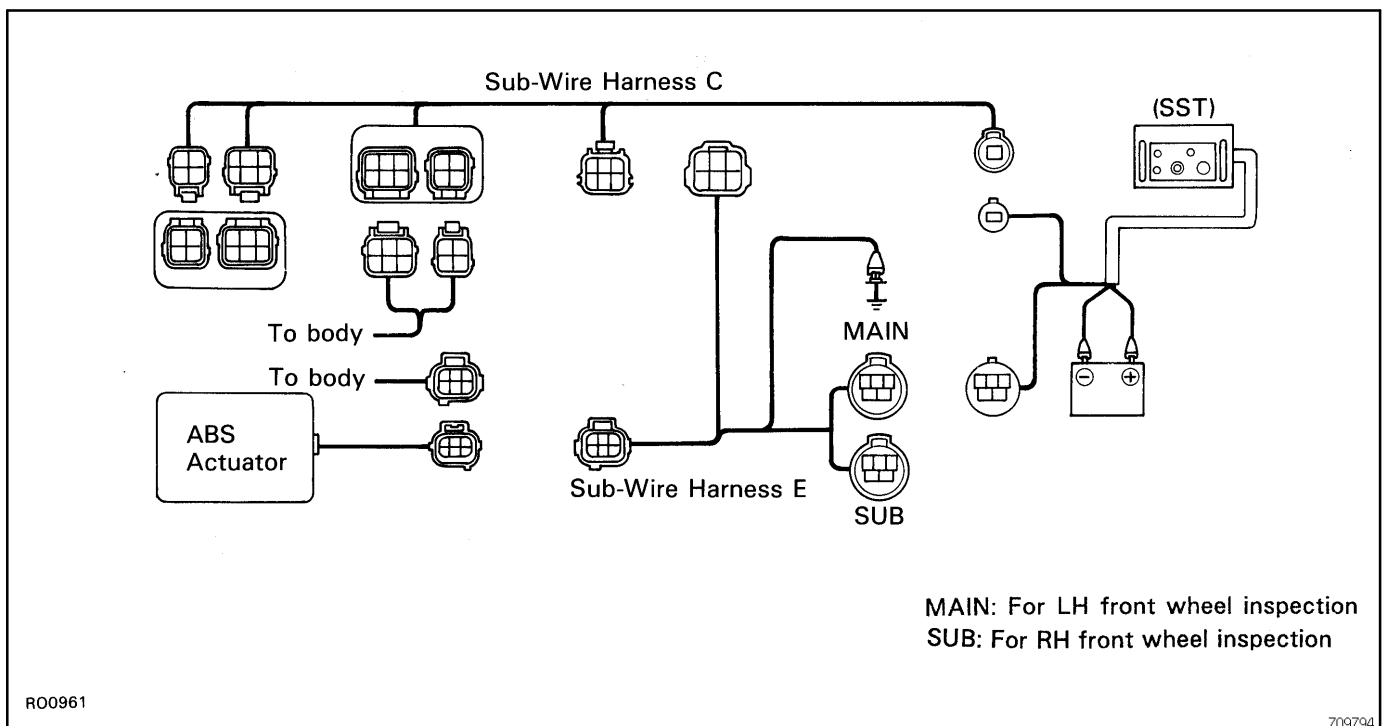 Sub-Wire Harness C
(SST)
To body
To body
MAIN
ABS
Actuator
− +
Sub-Wire Harness E
SUB
MAIN: For LH front wheel inspection
SUB: For RH front wheel inspection
R00961
709794